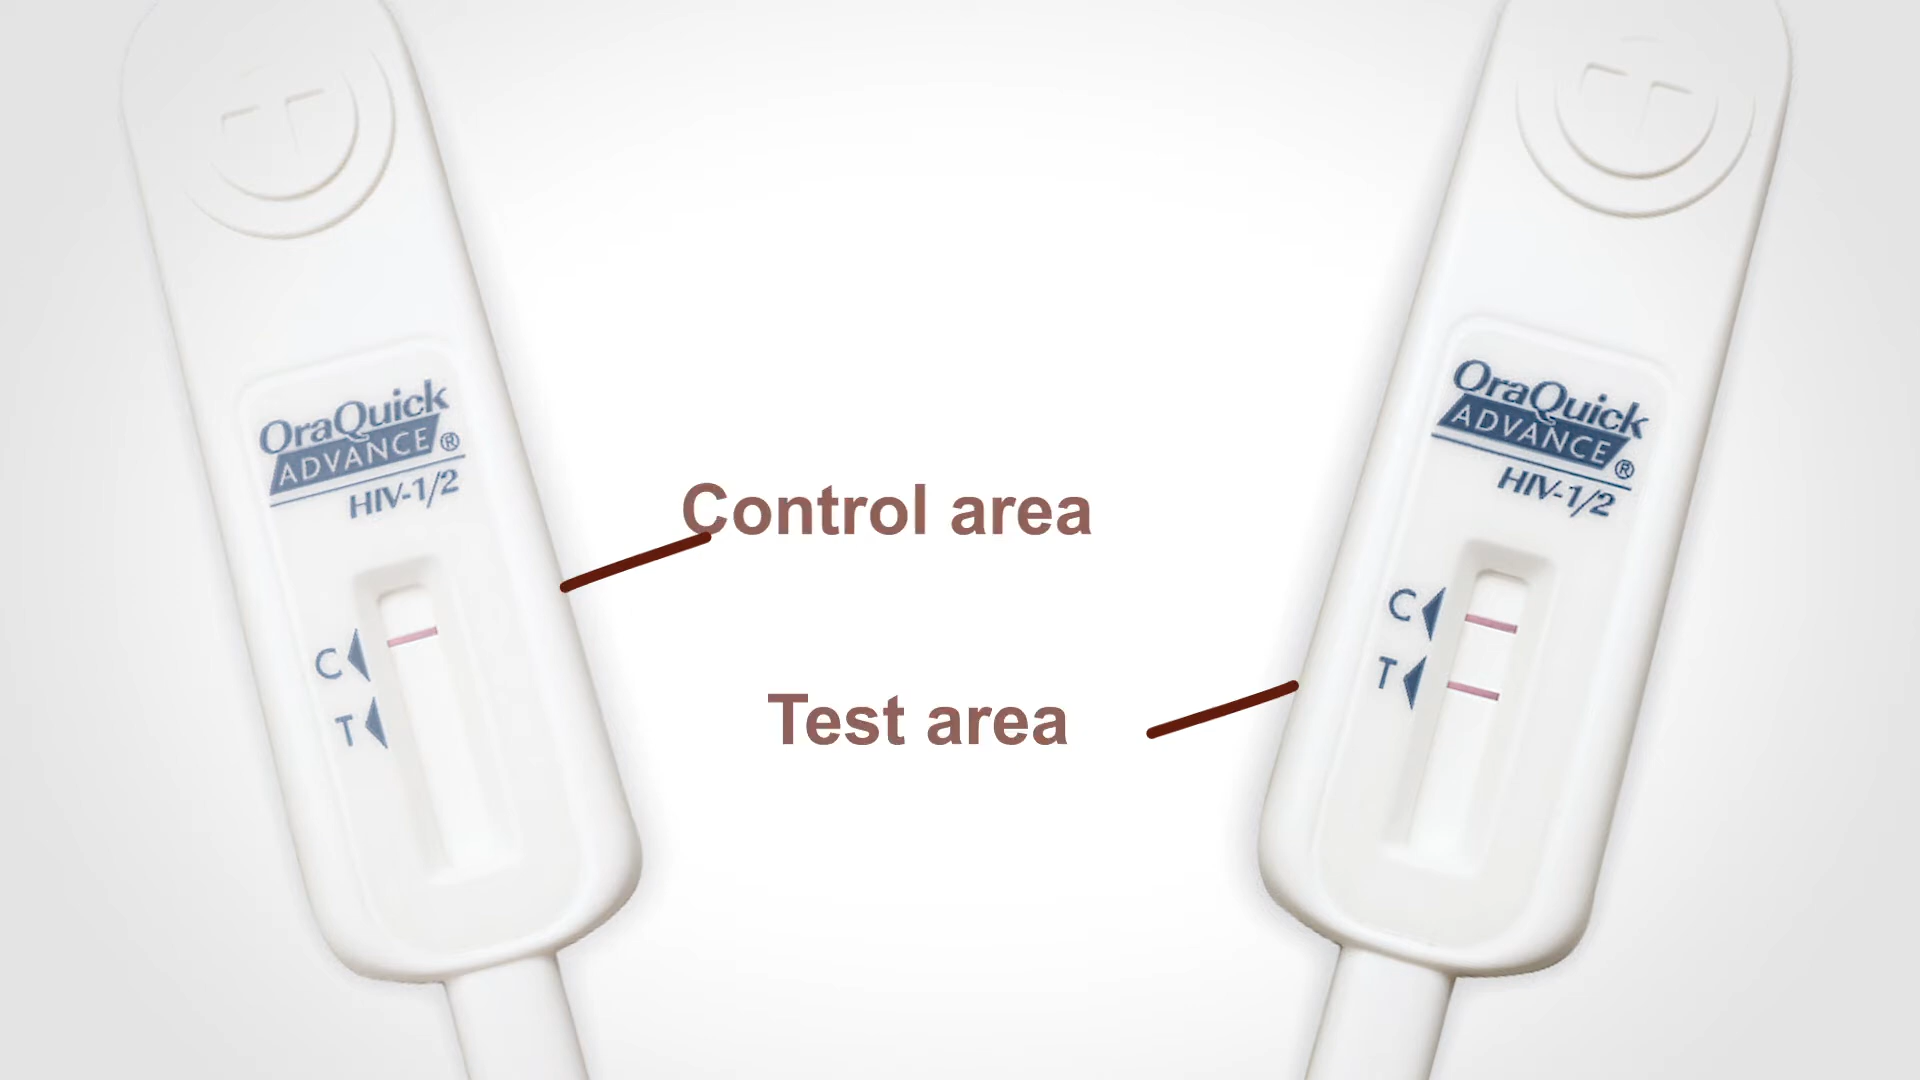 OraQuick
ADVANCE®
HIV-1/2
C
T
Control area
Test area
OraQuick
ADVANCE®
HIV-1/2
C
T